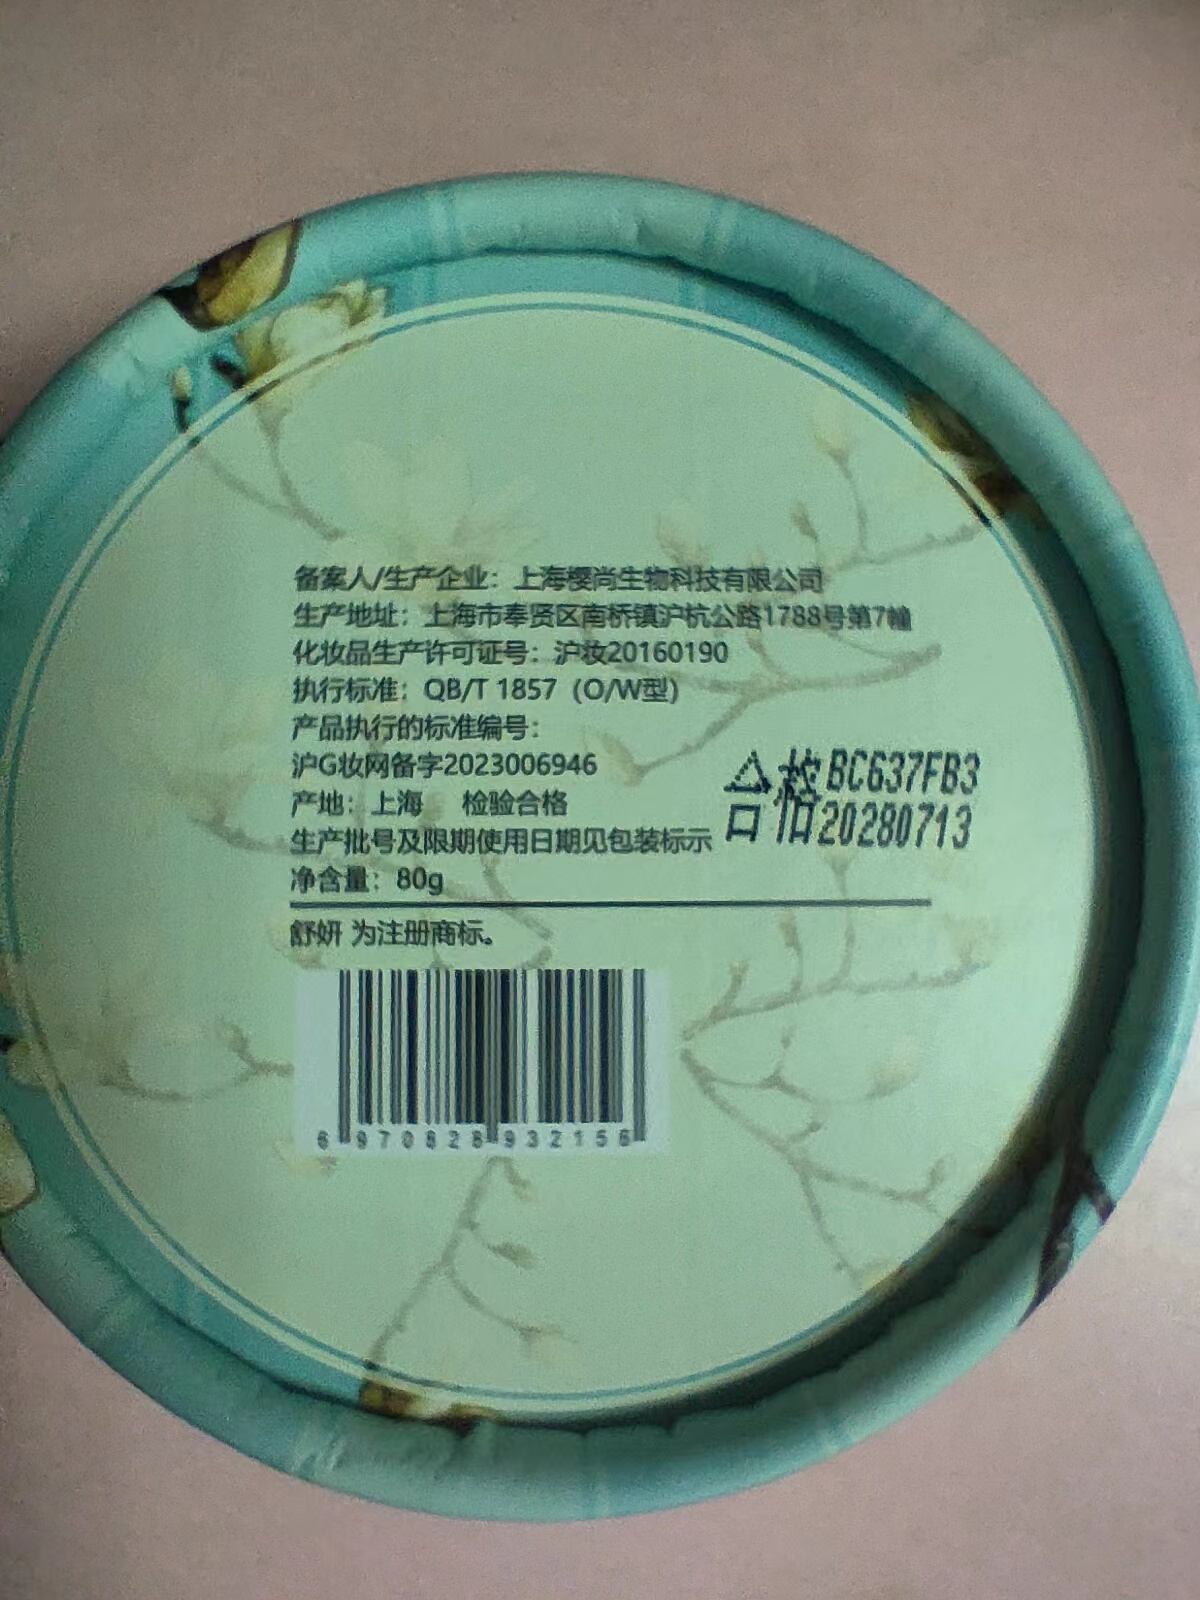 备案人/生产企业：上海樱尚生物科技有限公司
生产地址：上海市奉贤区南桥镇沪杭公路1788号第7幢
化妆品生产许可证号：沪妆20160190
执行标准：QB/T 1857（O/W型）
产品执行的标准编号：
沪G妆网备字2023006946
产地：上海 检验合格
生产批号及限期使用日期见包装标示
净含量：80g
合格 BC637FB3
20280713
舒妍 为注册商标。
6 970828 932156